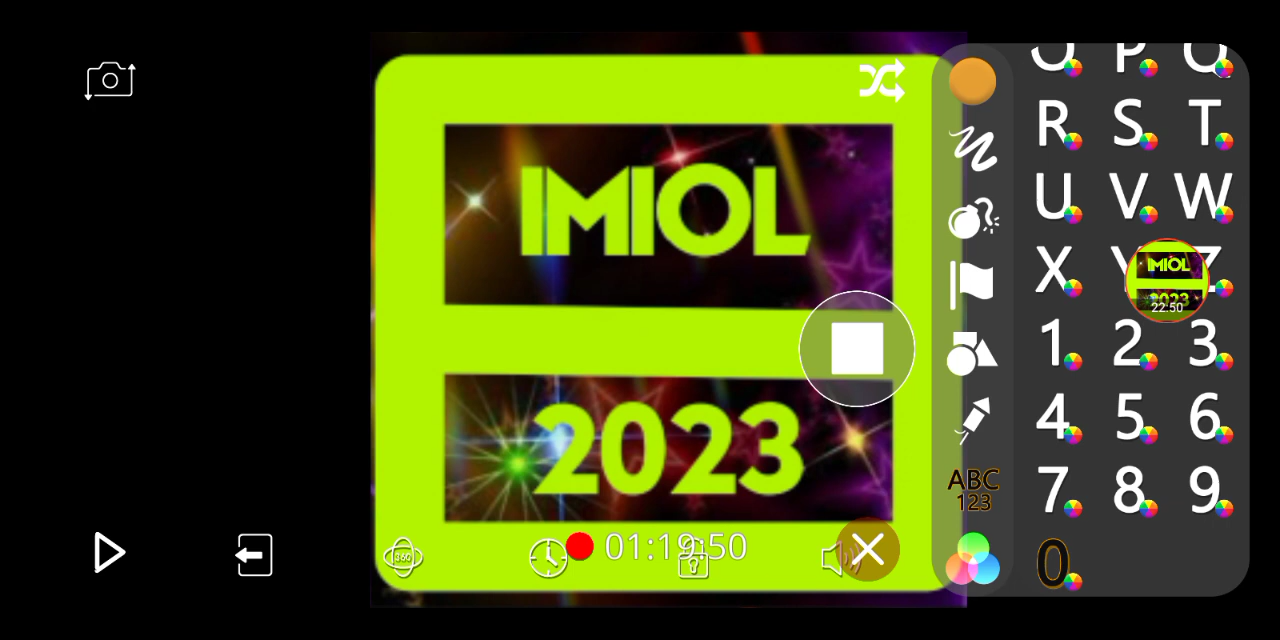 O P Q
R S T
IMIOL
U V W
X Y Z
IMIOL
2023
22:50
1 2 3
4 5 6
2023
ABC
123
7 8 9
01:19:50
360
0